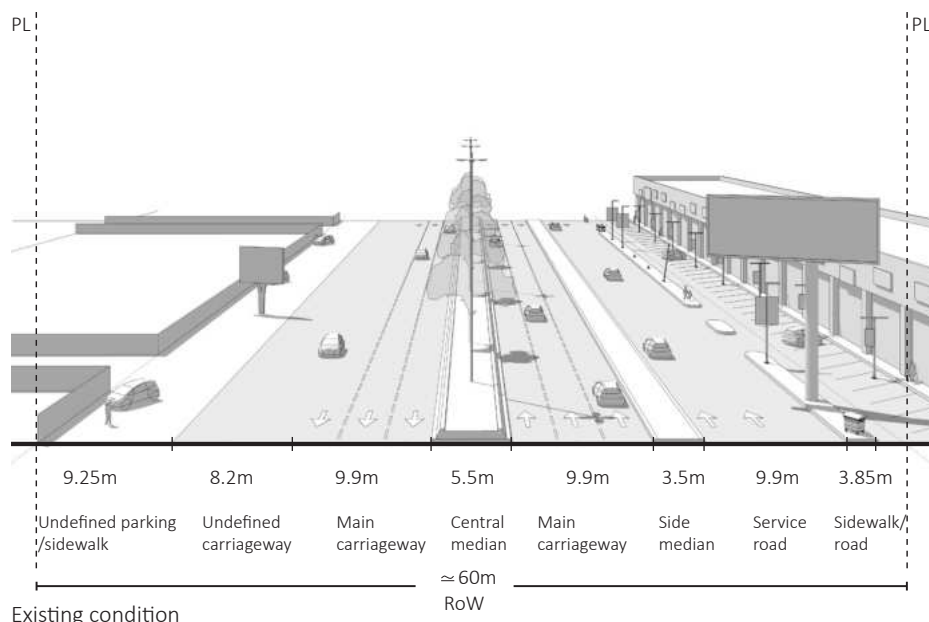 PL
PL
9.25m 8.2m 9.9m 5.5m 9.9m 3.5m 9.9m 3.85m
Undefined parking
/sidewalk
Undefined
carriageway
Main
carriageway
Central
median
Main
carriageway
Side
median
Service
road
Sidewalk/
road
≃60m
RoW
Existing condition